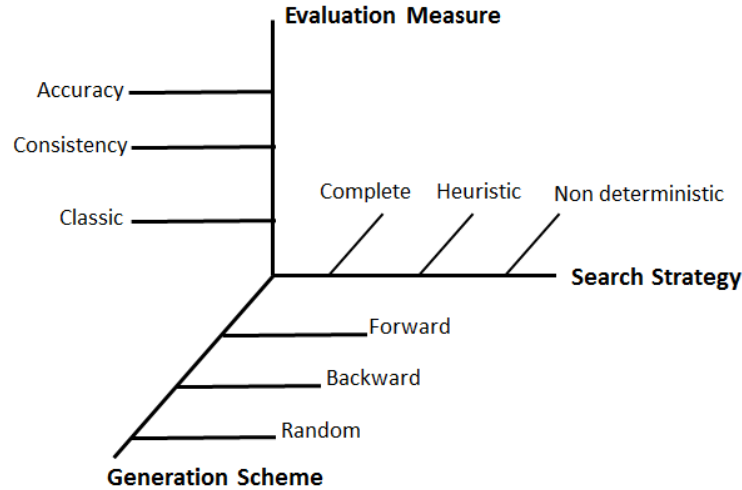 Evaluation Measure
Accuracy
Consistency
Classic
Complete
Heuristic
Non deterministic
Search Strategy
Forward
Backward
Random
Generation Scheme